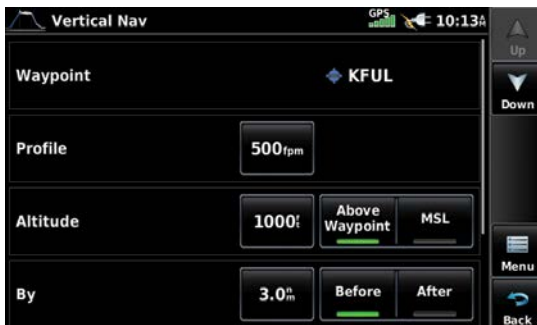 Vertical Nav GPS 10:13A
Up
Waypoint KFUL
Down
Profile 500fpm
Altitude 1000ft Above Waypoint MSL
Menu
By 3.0nm Before After
Back